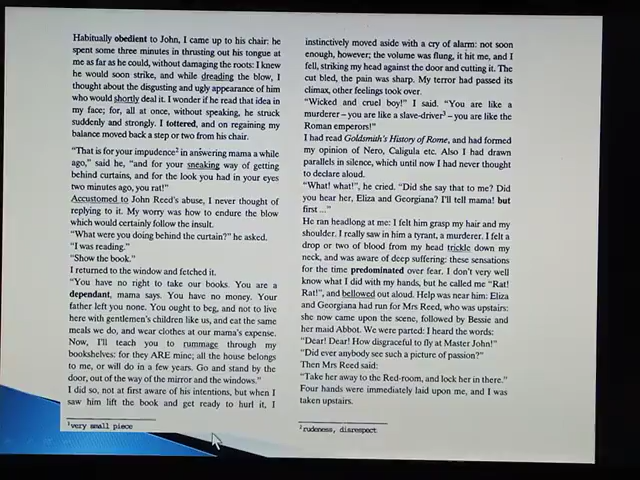 Habitually obedient to John, I came up to his chair: he
spent some three minutes in thrusting out his tongue at
me as far as he could, without damaging the roots: I knew
he would soon strike, and while dreading the blow, I
thought about the disgusting and ugly appearance of him
who would shortly deal it. I wonder if he read that idea in
my face; for, all at once, without speaking, he struck
suddenly and strongly. I tottered, and on regaining my
balance moved back a step or two from his chair.
"That is for your impudence² in answering mama a while
ago," said he, "and for your sneaking way of getting
behind curtains, and for the look you had in your eyes
two minutes ago, you rat!"
Accustomed to John Reed's abuse, I never thought of
replying to it. My worry was how to endure the blow
which would certainly follow the insult.
"What were you doing behind the curtain?" he asked.
"I was reading."
"Show the book."
I returned to the window and fetched it.
"You have no right to take our books. You are a
dependant, mama says. You have no money. Your
father left you none. You ought to beg, and not to live
here with gentlemen's children like us, and eat the same
meals we do, and wear clothes at our mama's expense.
Now, I'll teach you to rummage through my
bookshelves: for they ARE mine; all the house belongs
to me, or will do in a few years. Go and stand by the
door, out of the way of the mirror and the windows."
I did so, not at first aware of his intentions, but when I
saw him lift the book and get ready to hurl it, I
¹very small piece
instinctively moved aside with a cry of alarm: not soon
enough, however; the volume was flung, it hit me, and I
fell, striking my head against the door and cutting it. The
cut bled, the pain was sharp. My terror had passed its
climax, other feelings took over.
"Wicked and cruel boy!" I said. "You are like a
murderer – you are like a slave-driver³ – you are like the
Roman emperors!"
I had read Goldsmith's History of Rome, and had formed
my opinion of Nero, Caligula etc. Also I had drawn
parallels in silence, which until now I had never thought
to declare aloud.
"What! what!", he cried. "Did she say that to me? Did
you hear her, Eliza and Georgiana? I'll tell mama! but
first ..."
He ran headlong at me: I felt him grasp my hair and my
shoulder. I really saw in him a tyrant, a murderer. I felt a
drop or two of blood from my head trickle down my
neck, and was aware of deep suffering: these sensations
for the time predominated over fear. I don't very well
know what I did with my hands, but he called me "Rat!
Rat!", and bellowed out aloud. Help was near him: Eliza
and Georgiana had run for Mrs Reed, who was upstairs:
she now came upon the scene, followed by Bessie and
her maid Abbot. We were parted: I heard the words:
"Dear! Dear! How disgraceful to fly at Master John!"
"Did ever anybody see such a picture of passion?"
Then Mrs Reed said:
"Take her away to the Red-room, and lock her in there."
Four hands were immediately laid upon me, and I was
taken upstairs.
²rudeness, disrespect